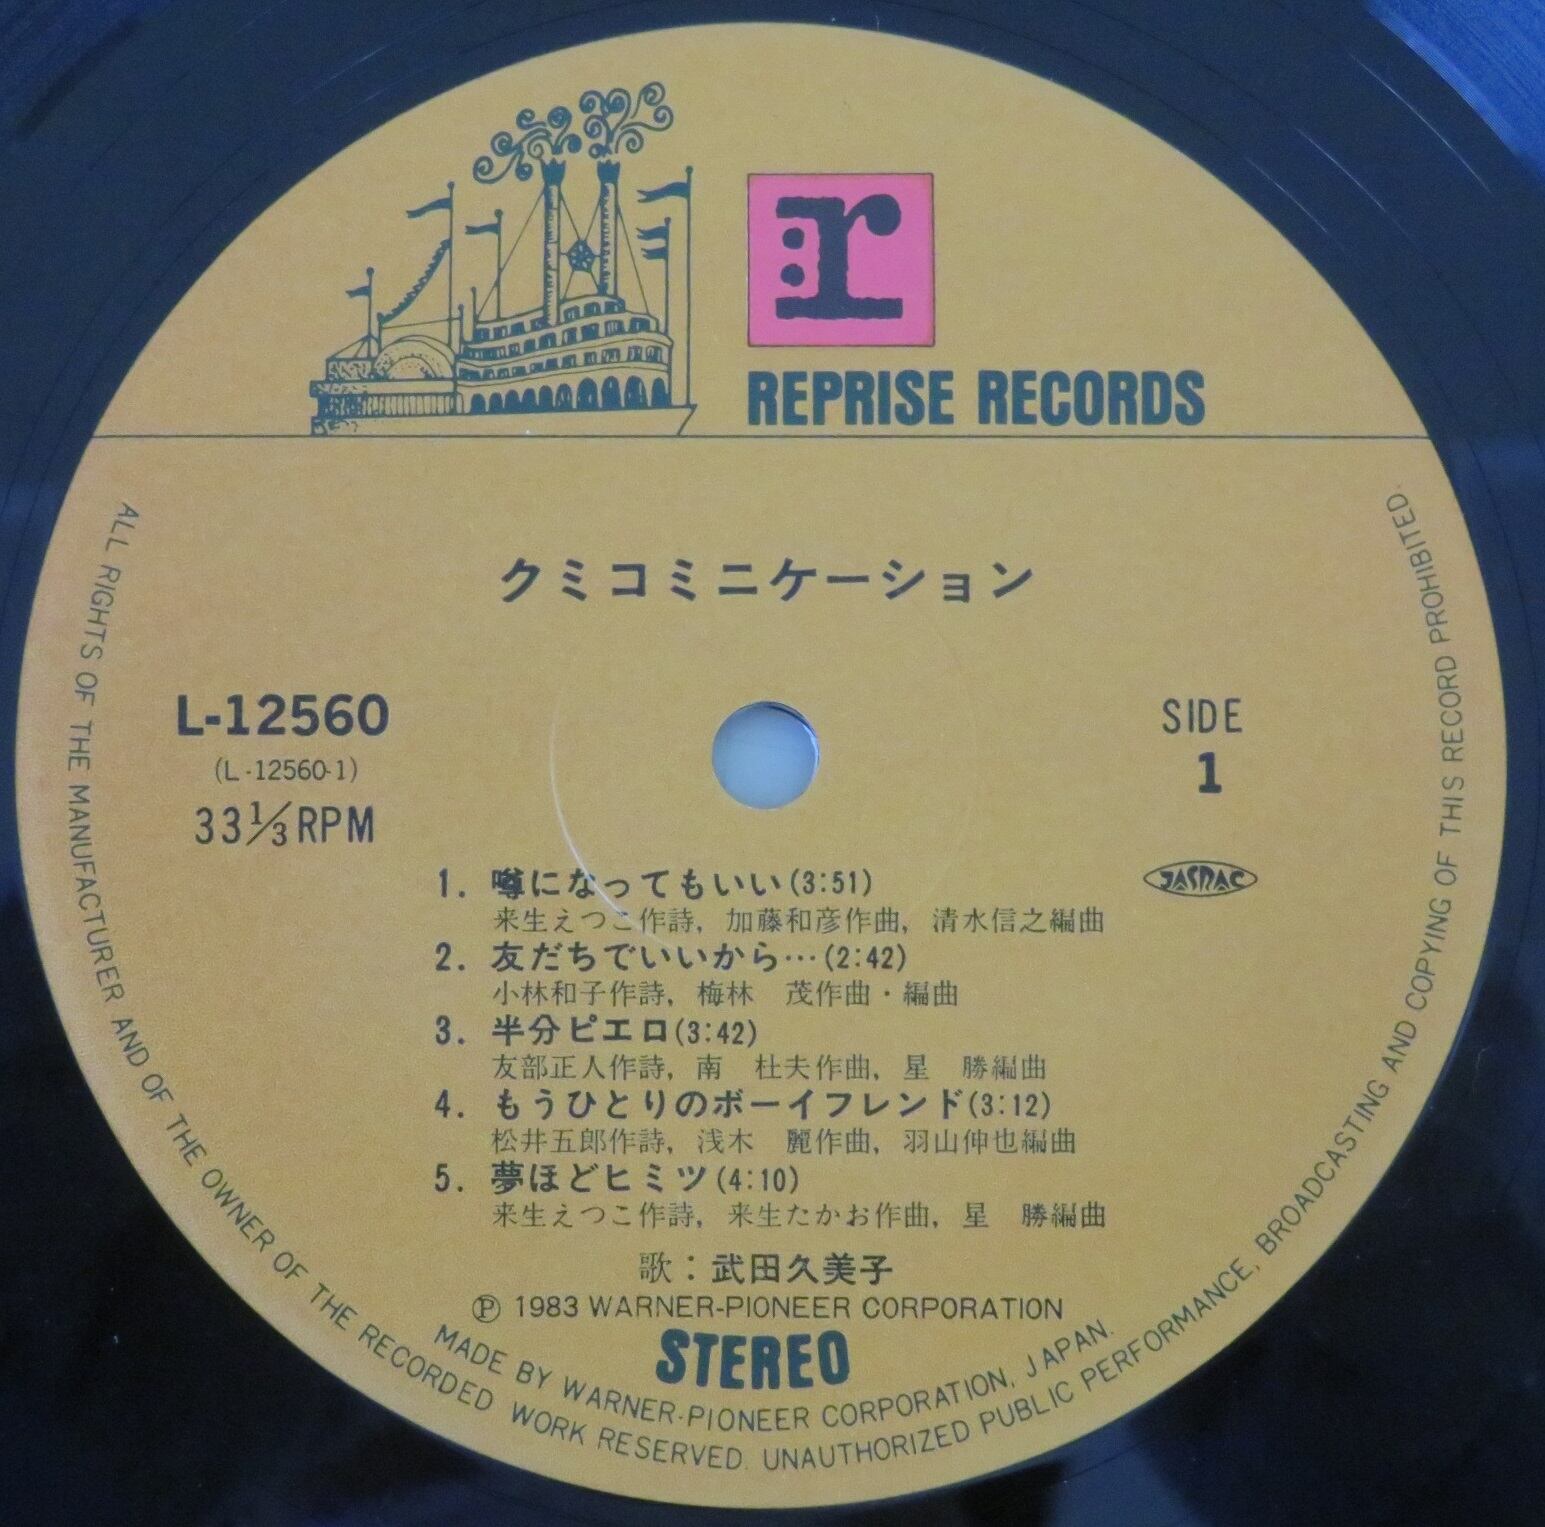 r
REPRISE RECORDS
クミコミニケーション
L-12560
(L-12560-1)
33 1/3 RPM
SIDE
1
JASRAC
1. 噂になってもいい(3:51)
来生えつこ作詩, 加藤和彦作曲, 清水信之編曲
2. 友だちでいいから…(2:42)
小林和子作詩, 梅林 茂作曲・編曲
3. 半分ピエロ(3:42)
友部正人作詩, 南 杜夫作曲, 星 勝編曲
4. もうひとりのボーイフレンド(3:12)
松井五郎作詩, 浅木 麗作曲, 羽山伸也編曲
5. 夢ほどヒミツ(4:10)
来生えつこ作詩, 来生たかお作曲, 星 勝編曲
歌：武田久美子
Ⓟ 1983 WARNER-PIONEER CORPORATION
STEREO
MADE BY WARNER-PIONEER CORPORATION, JAPAN.
ALL RIGHTS OF THE MANUFACTURER AND OF THE OWNER OF THE RECORDED WORK RESERVED. UNAUTHORIZED PUBLIC PERFORMANCE, BROADCASTING AND COPYING OF THIS RECORD PROHIBITED.